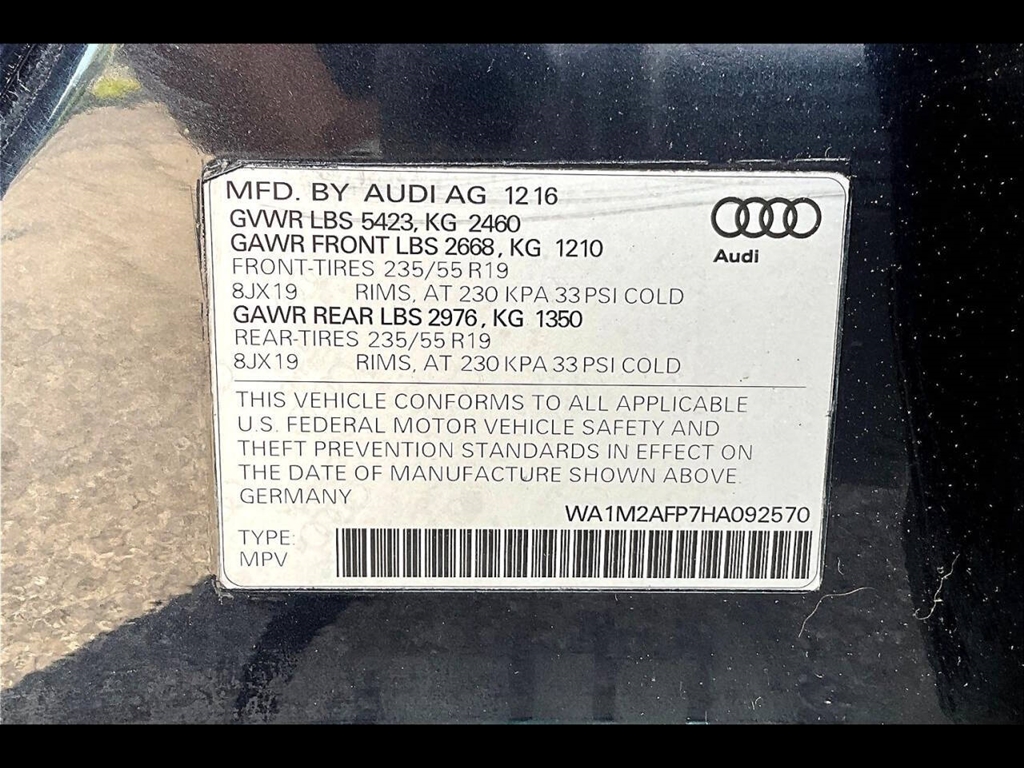 MFD. BY AUDI AG 12 16
GVWR LBS 5423, KG 2460
GAWR FRONT LBS 2668, KG 1210
FRONT-TIRES 235/55 R19
8JX19 RIMS, AT 230 KPA 33 PSI COLD
GAWR REAR LBS 2976, KG 1350
REAR-TIRES 235/55 R19
8JX19 RIMS, AT 230 KPA 33 PSI COLD
Audi
THIS VEHICLE CONFORMS TO ALL APPLICABLE
U.S. FEDERAL MOTOR VEHICLE SAFETY AND
THEFT PREVENTION STANDARDS IN EFFECT ON
THE DATE OF MANUFACTURE SHOWN ABOVE.
GERMANY
WA1M2AFP7HA092570
TYPE:
MPV